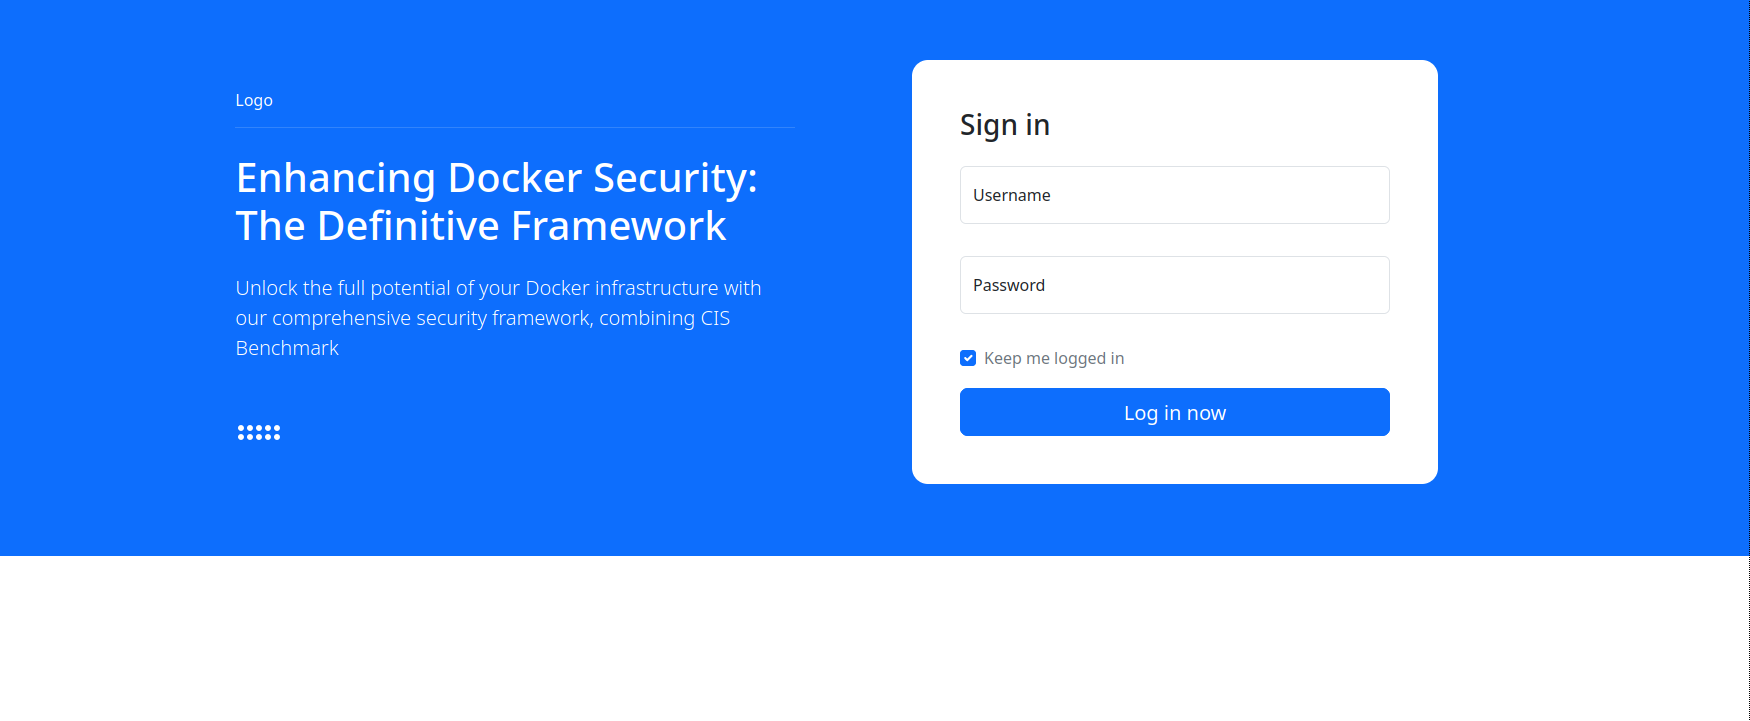 Logo
Enhancing Docker Security:
The Definitive Framework
Unlock the full potential of your Docker infrastructure with
our comprehensive security framework, combining CIS
Benchmark
Sign in
Username
Password
Keep me logged in
Log in now